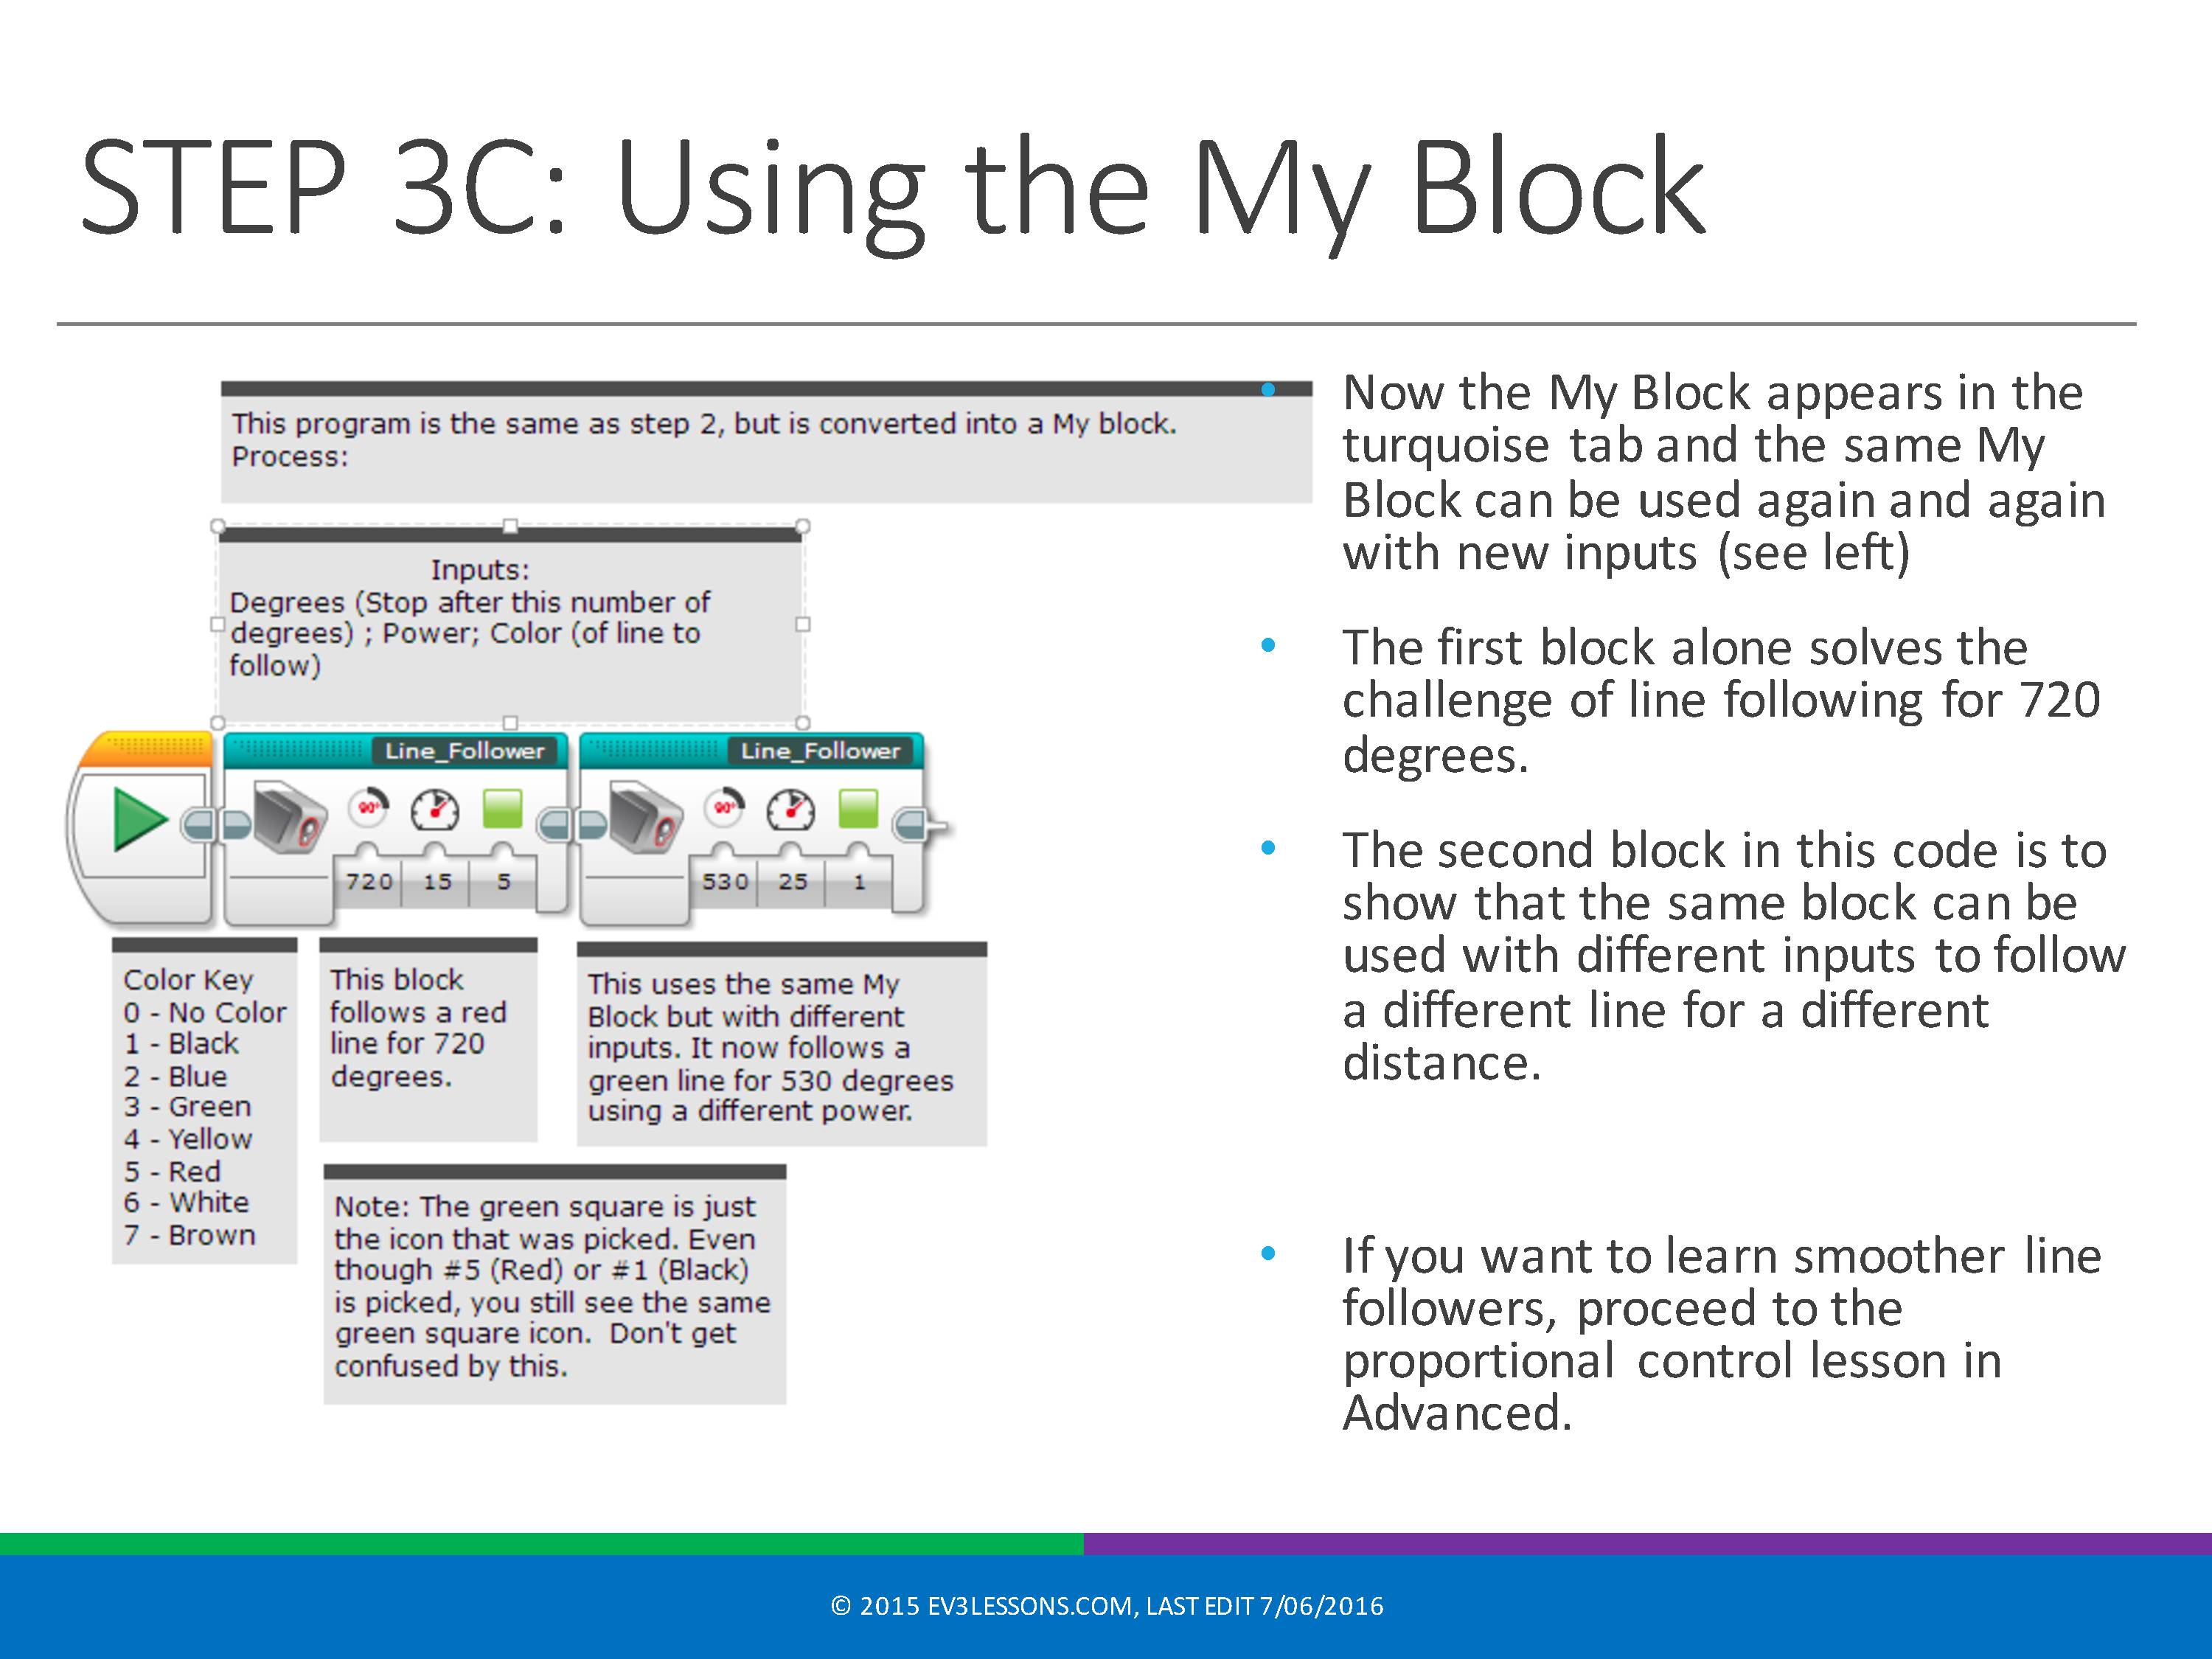 STEP 3C: Using the My Block
This program is the same as step 2, but is converted into a My block.
Process:
Inputs:
Degrees (Stop after this number of
degrees) ; Power; Color (of line to
follow)
Line_Follower
90°
720 15 5
Line_Follower
90°
530 25 1
Color Key
0 - No Color
1 - Black
2 - Blue
3 - Green
4 - Yellow
5 - Red
6 - White
7 - Brown
This block
follows a red
line for 720
degrees.
This uses the same My
Block but with different
inputs. It now follows a
green line for 530 degrees
using a different power.
Note: The green square is just
the icon that was picked. Even
though #5 (Red) or #1 (Black)
is picked, you still see the same
green square icon. Don't get
confused by this.
• Now the My Block appears in the
turquoise tab and the same My
Block can be used again and again
with new inputs (see left)
• The first block alone solves the
challenge of line following for 720
degrees.
• The second block in this code is to
show that the same block can be
used with different inputs to follow
a different line for a different
distance.
• If you want to learn smoother line
followers, proceed to the
proportional control lesson in
Advanced.
© 2015 EV3LESSONS.COM, LAST EDIT 7/06/2016